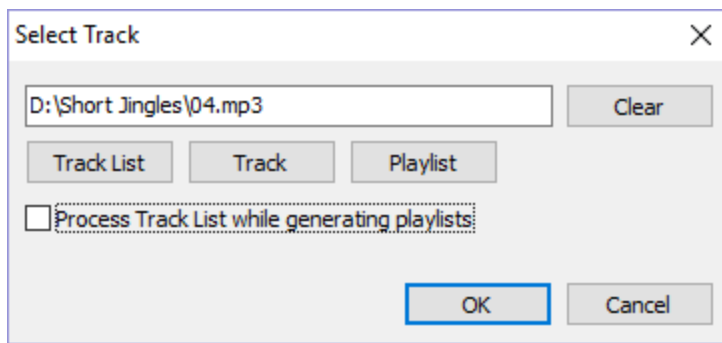 Select Track
D:\Short Jingles\04.mp3
Clear
Track List
Track
Playlist
Process Track List while generating playlists
OK
Cancel